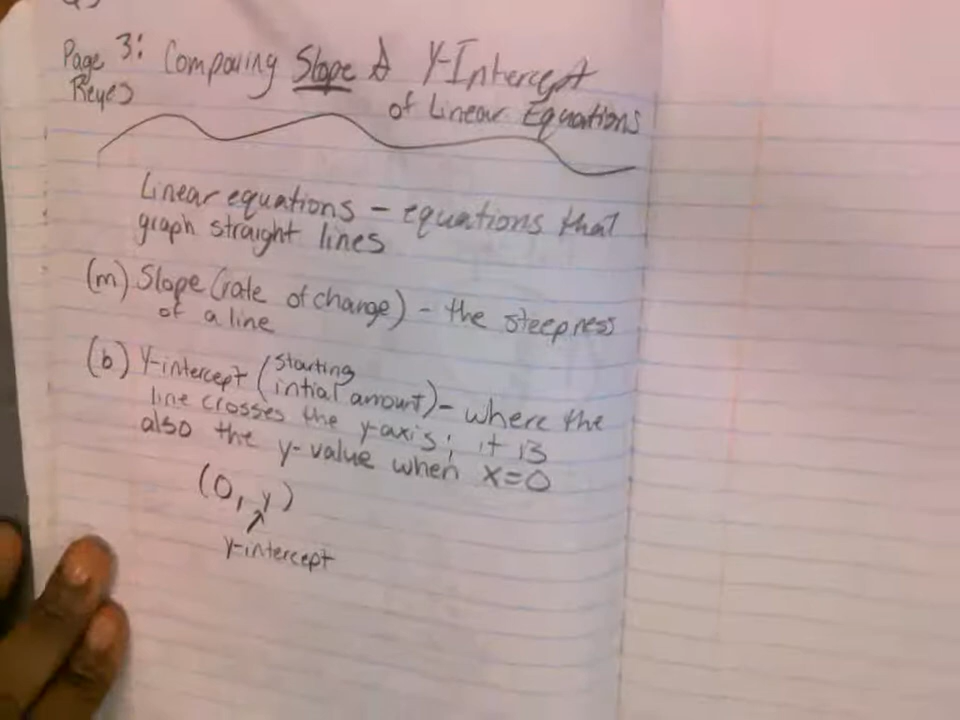 Page 3: Comparing Slope & Y-Intercept
Reyes
of Linear Equations
Linear equations - equations that
graph straight lines
(m) Slope (rate of change) - the steepness
of a line
(b) Y-intercept (starting
intial amount) - where the
line crosses the y-axis; it is
also the y-value when x=0
(0, y)
Y-intercept